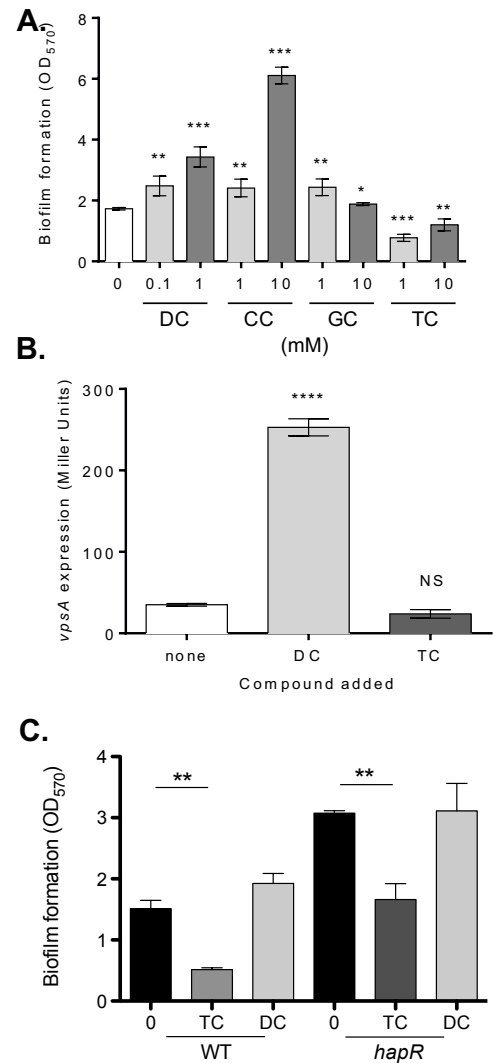 A.
Biofilm formation (OD570)
8
6
4
2
0
**
***
**
***
**
*
***
**
0
0.1
1
1
10
1
10
1
10
DC
CC
GC
TC
(mM)
B.
vpsA expression (Miller Units)
300
200
100
0
****
NS
none
DC
TC
Compound added
C.
Biofilm formation (OD570)
4
3
2
1
0
**
**
0
TC
DC
0
TC
DC
WT
hapR